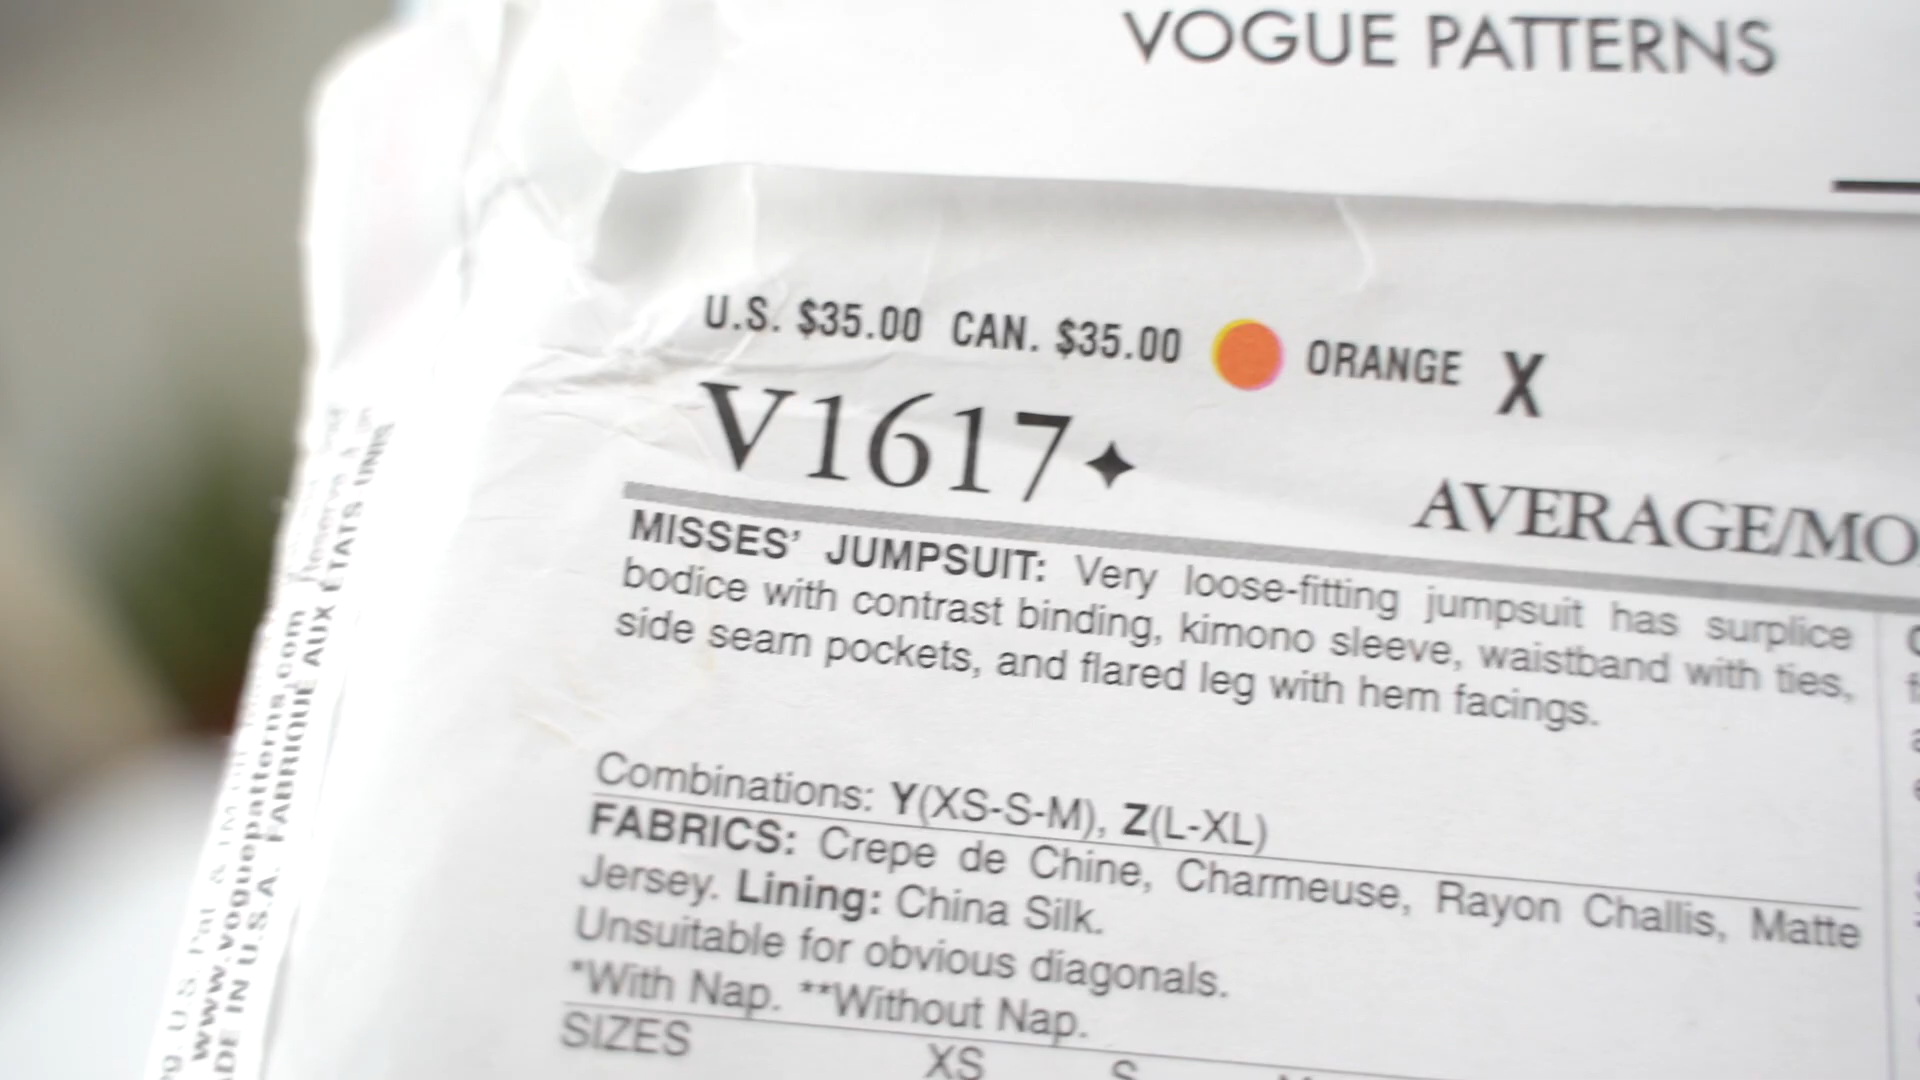 VOGUE PATTERNS
U.S. $35.00 CAN. $35.00 ORANGE X
V1617
AVERAGE/MO
MISSES' JUMPSUIT: Very loose-fitting jumpsuit has surplice
bodice with contrast binding, kimono sleeve, waistband with ties,
side seam pockets, and flared leg with hem facings.
Combinations: Y(XS-S-M), Z(L-XL)
FABRICS: Crepe de Chine, Charmeuse, Rayon Challis, Matte
Jersey. Lining: China Silk.
Unsuitable for obvious diagonals.
*With Nap. **Without Nap.
SIZES XS S
www.voguepatterns.com
ADE IN U.S.A. FABRIQUÉ AUX ÉTATS UNIS